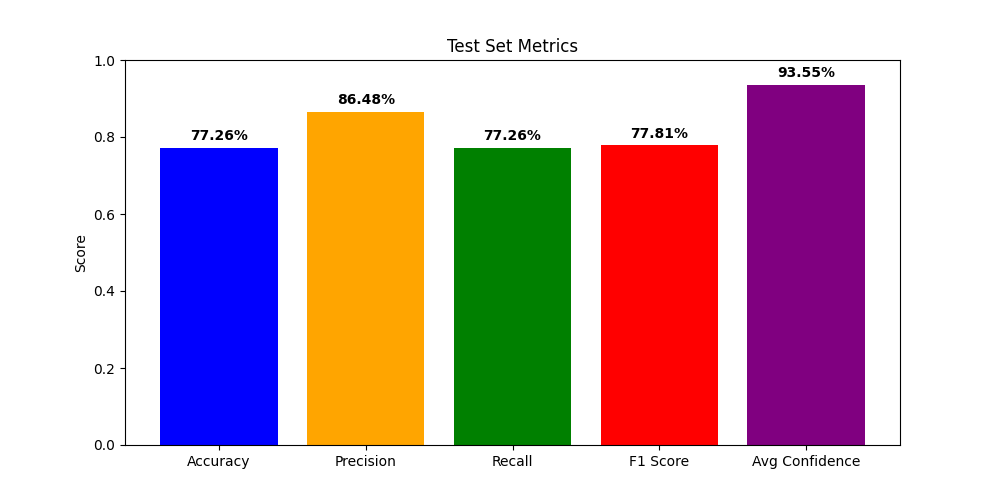 Test Set Metrics
Score
1.0
0.8
0.6
0.4
0.2
0.0
77.26%
86.48%
77.26%
77.81%
93.55%
Accuracy
Precision
Recall
F1 Score
Avg Confidence